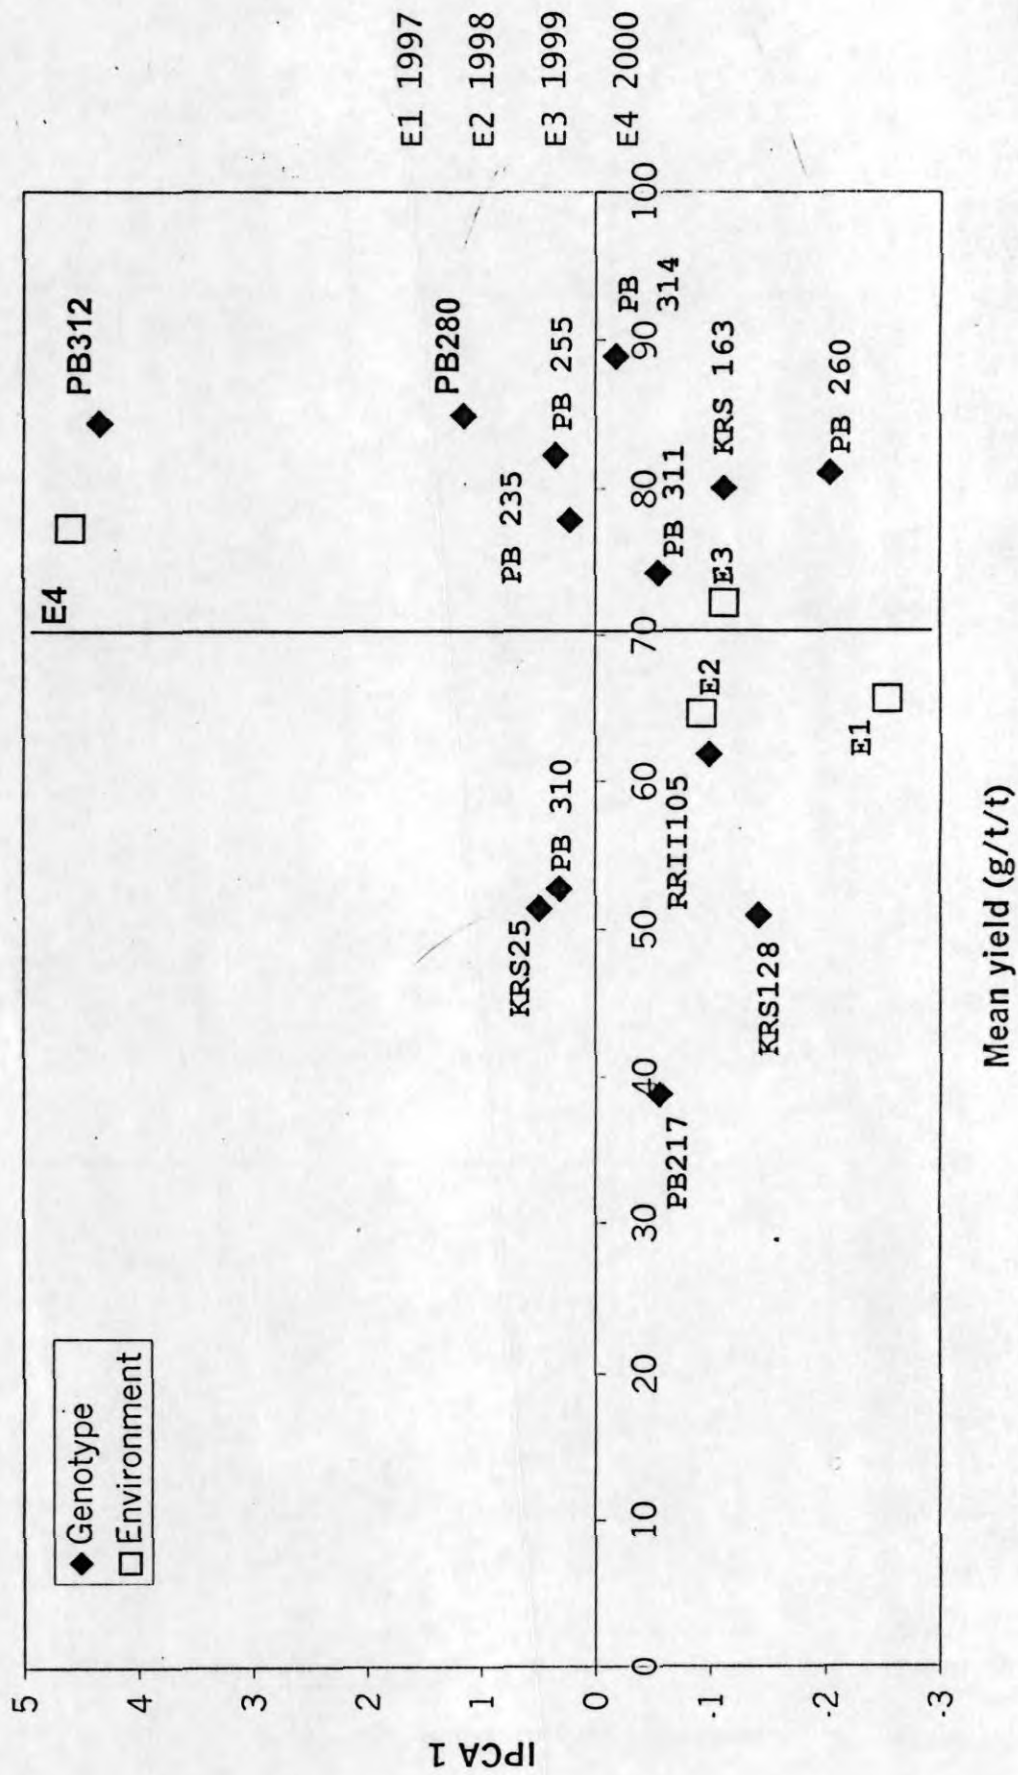 Genotype
Environment
E1 1997
E2 1998
E3 1999
E4 2000
5
4
3
2
1
0
-1
-2
-3
IPCA 1
0
10
20
30
40
50
60
70
80
90
100
E4
PB312
PB280
PB 255
PB 235
PB
314
PB 311
KRS 163
PB 260
E3
E2
E1
KRS25
PB 310
RRII105
KRS128
PB217
Mean yield (g/t/t)